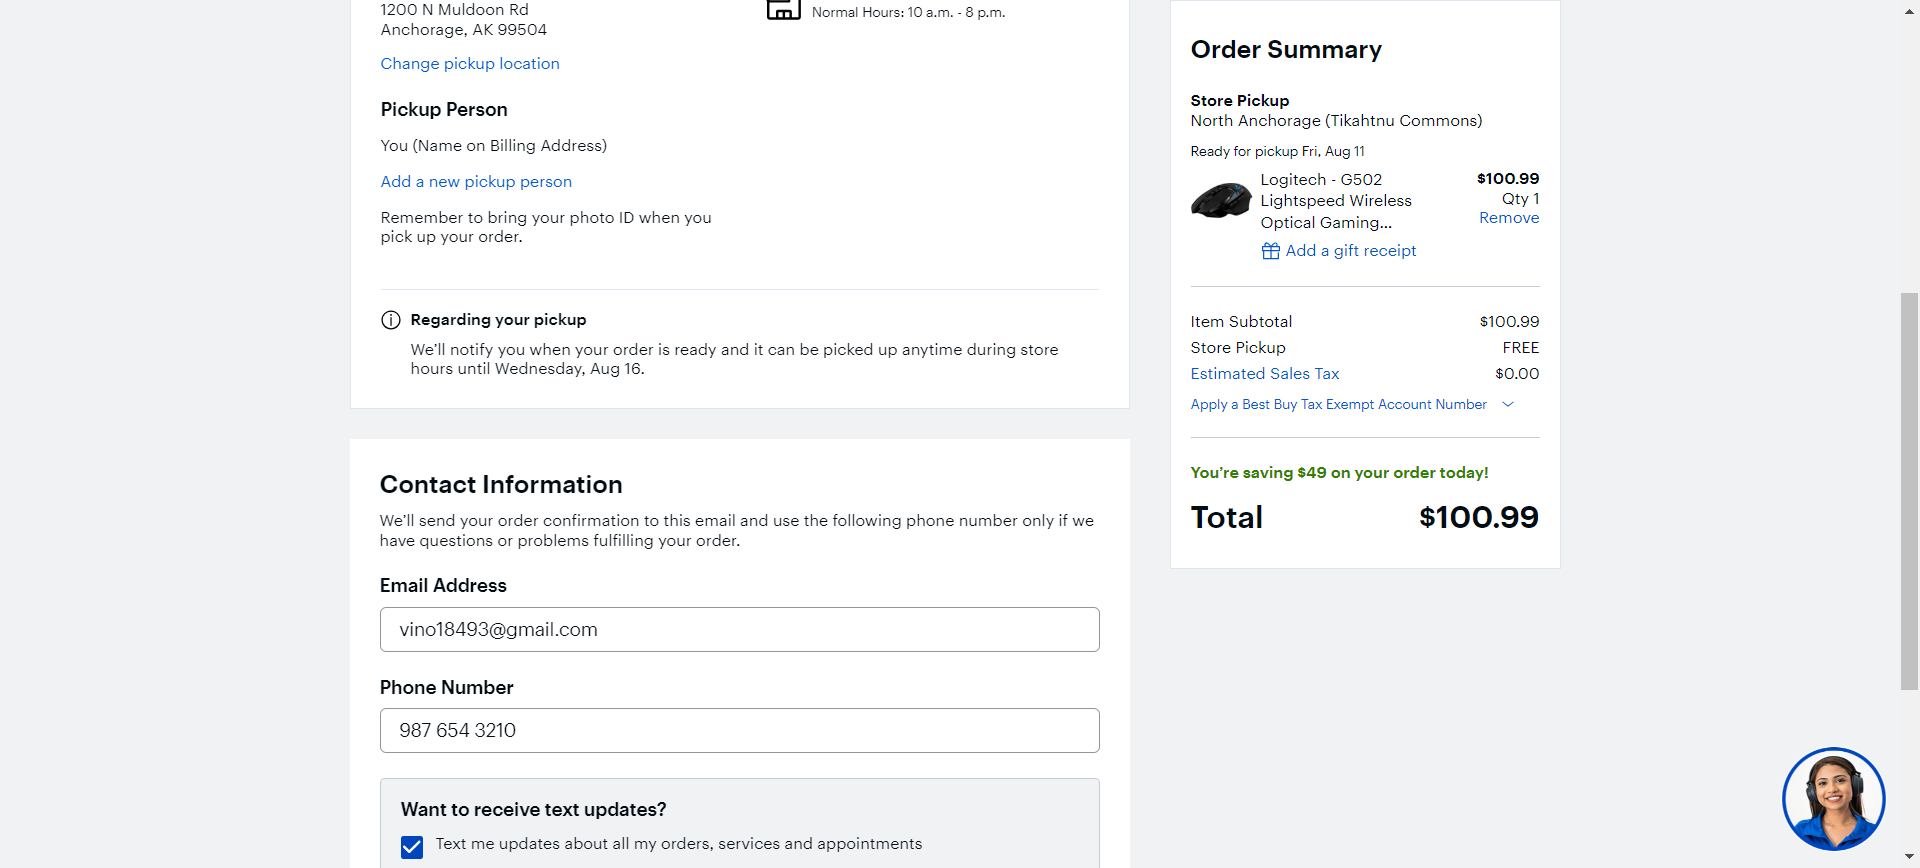 1200 N Muldoon Rd
Anchorage, AK 99504
Normal Hours: 10 a.m. - 8 p.m.
Change pickup location
Pickup Person
You (Name on Billing Address)
Add a new pickup person
Remember to bring your photo ID when you
pick up your order.
Regarding your pickup
We’ll notify you when your order is ready and it can be picked up anytime during store
hours until Wednesday, Aug 16.
Contact Information
We’ll send your order confirmation to this email and use the following phone number only if we
have questions or problems fulfilling your order.
Email Address
vino18493@gmail.com
Phone Number
987 654 3210
Want to receive text updates?
Text me updates about all my orders, services and appointments
Order Summary
Store Pickup
North Anchorage (Tikahtnu Commons)
Ready for pickup Fri, Aug 11
Logitech - G502 $100.99
Lightspeed Wireless Qty 1
Optical Gaming... Remove
Add a gift receipt
Item Subtotal $100.99
Store Pickup FREE
Estimated Sales Tax $0.00
Apply a Best Buy Tax Exempt Account Number
You’re saving $49 on your order today!
Total $100.99